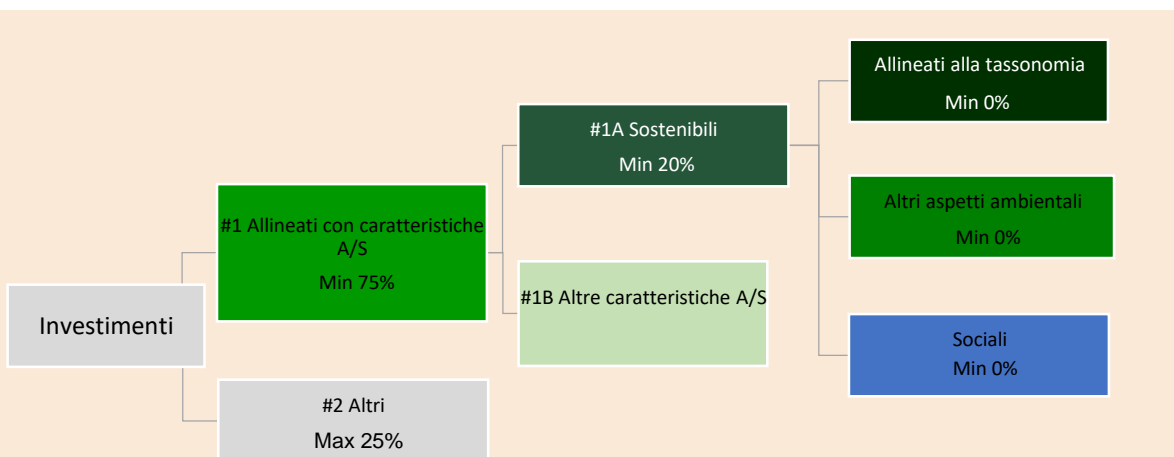 Investimenti
#1 Allineati con caratteristiche
A/S
Min 75%
#2 Altri
Max 25%
#1A Sostenibili
Min 20%
#1B Altre caratteristiche A/S
Allineati alla tassonomia
Min 0%
Altri aspetti ambientali
Min 0%
Sociali
Min 0%